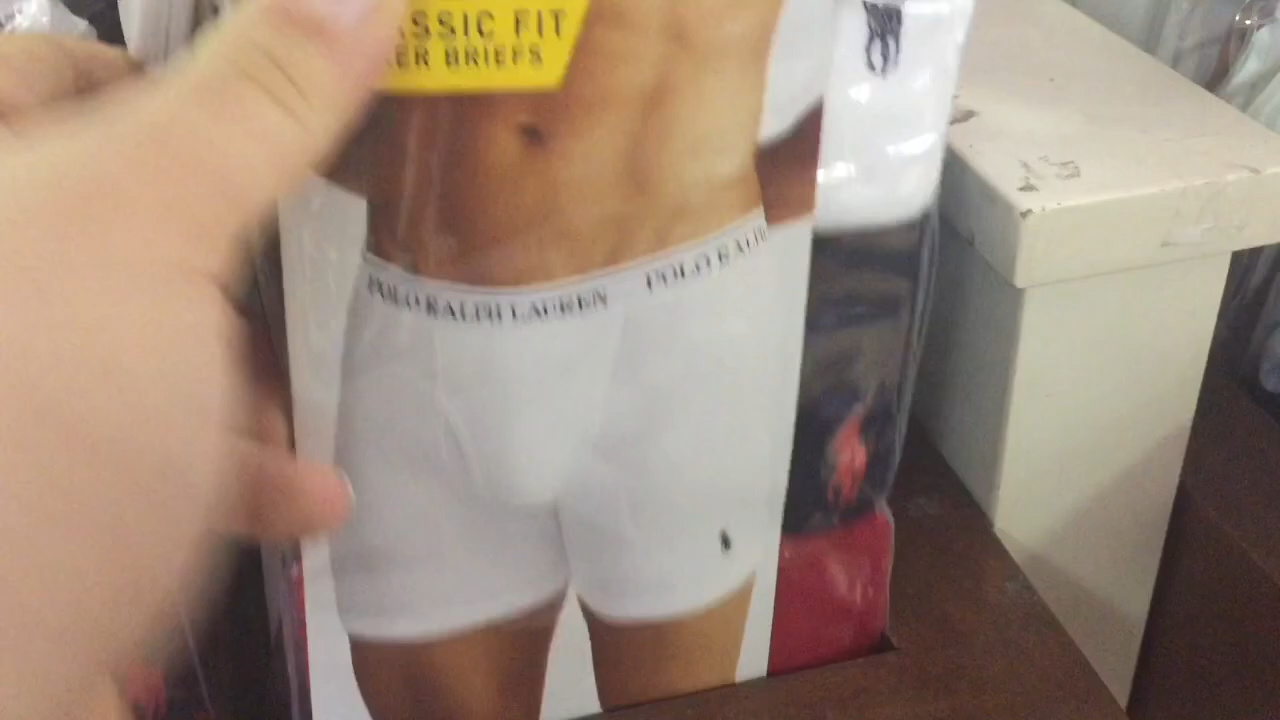 ASSIC FIT
ER BRIEFS
POLO RALPH LAUREN
POLO RALPH